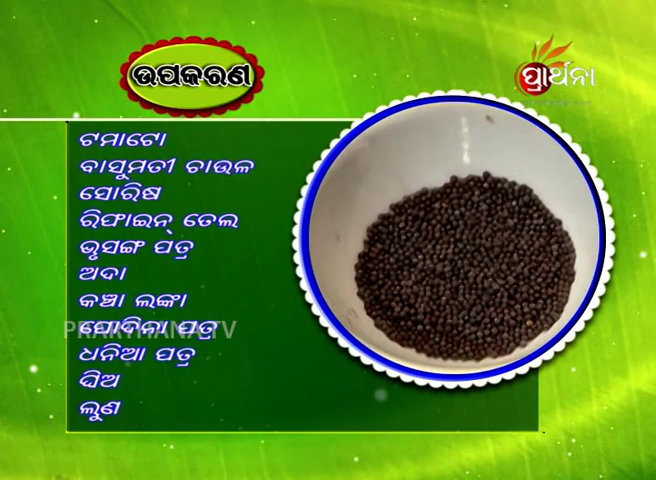 ଉପକରଣ
ପ୍ରାର୍ଥନା
ଟମାଟୋ
ବାସୁମତୀ ଚାଉଳ
ସୋରିଷ
ରିଫାଇନ୍ ତେଲ
ଭୃସଙ୍ଗ ପତ୍ର
ଅଦା
କଞ୍ଚା ଲଙ୍କା
ପୋଦିନା ପତ୍ର
PRARTHANA TV
ଧନିଆ ପତ୍ର
ଘିଅ
ଲୁଣ